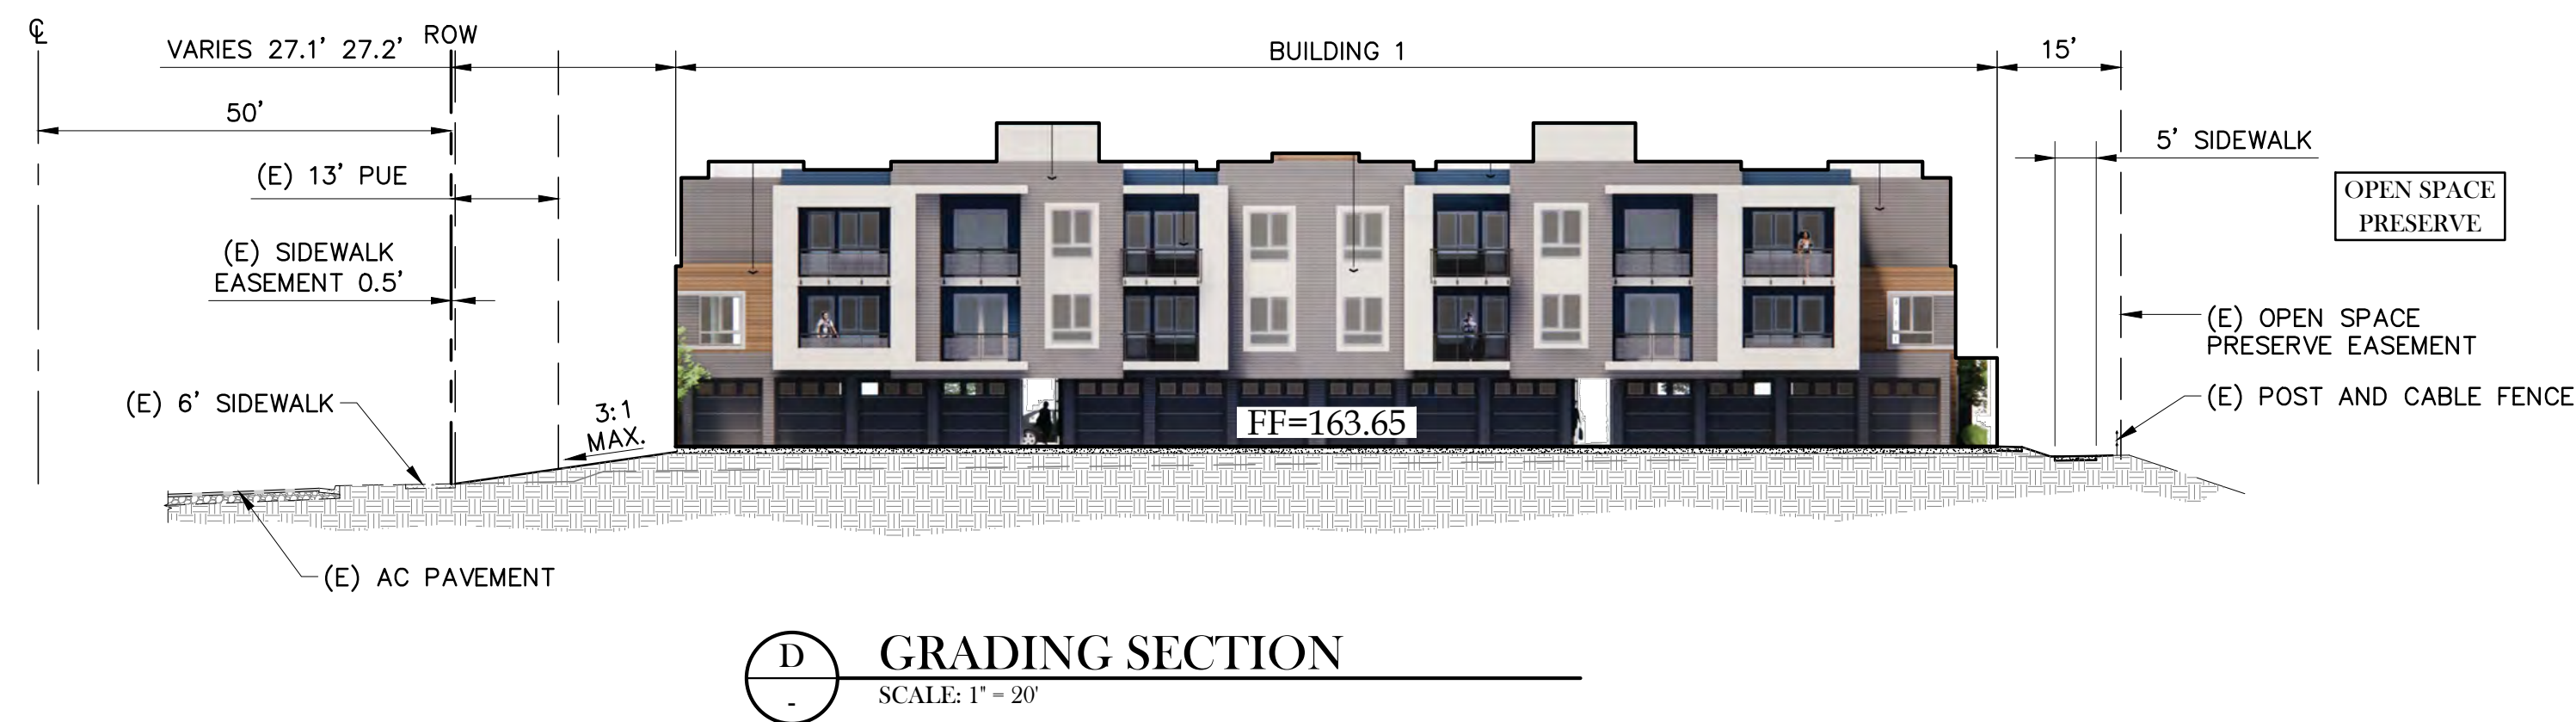 ℄
ROW
VARIES 27.1' 27.2'
BUILDING 1
15'
50'
5' SIDEWALK
(E) 13' PUE
OPEN SPACE
PRESERVE
(E) SIDEWALK
EASEMENT 0.5'
(E) OPEN SPACE
PRESERVE EASEMENT
(E) 6' SIDEWALK
3:1
MAX.
FF=163.65
(E) POST AND CABLE FENCE
(E) AC PAVEMENT
D
-
GRADING SECTION
SCALE: 1" = 20'